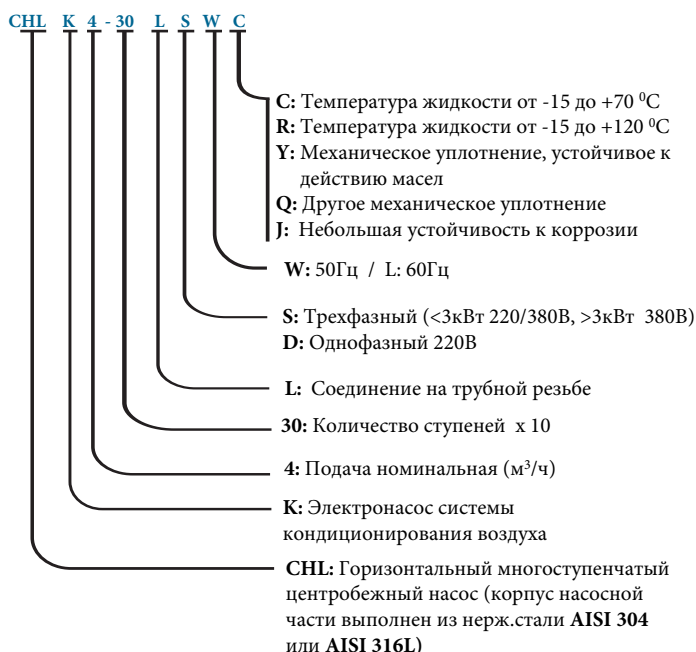 CHL K 4 - 30 L S W C
C: Температура жидкости от -15 до +70 ⁰С
R: Температура жидкости от -15 до +120 ⁰С
Y: Механическое уплотнение, устойчивое к
действию масел
Q: Другое механическое уплотнение
J: Небольшая устойчивость к коррозии
W: 50Гц / L: 60Гц
S: Трехфазный (<3кВт 220/380В, >3кВт 380В)
D: Однофазный 220В
L: Соединение на трубной резьбе
30: Количество ступеней х 10
4: Подача номинальная (м³/ч)
K: Электронасос системы
кондиционирования воздуха
CHL: Горизонтальный многоступенчатый
центробежный насос (корпус насосной
части выполнен из нерж.стали AISI 304
или AISI 316L)